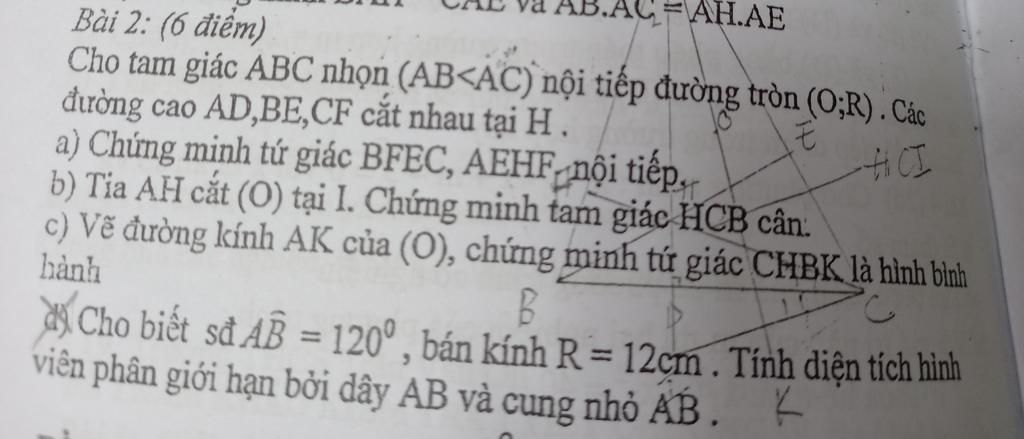 CAE và AB.AC = AH.AE
Bài 2: (6 điểm)
Cho tam giác ABC nhọn (AB<AC) nội tiếp đường tròn (O;R) . Các
đường cao AD,BE,CF cắt nhau tại H .
a) Chứng minh tứ giác BFEC, AEHF nội tiếp.
b) Tia AH cắt (O) tại I. Chứng minh tam giác HCB cân.
c) Vẽ đường kính AK của (O), chứng minh tứ giác CHBK là hình bình
hành
d) Cho biết sđ AB = 120⁰ , bán kính R = 12cm . Tính diện tích hình
viên phân giới hạn bởi dây AB và cung nhỏ AB .
O
E
HCI
H
B
D
C
K